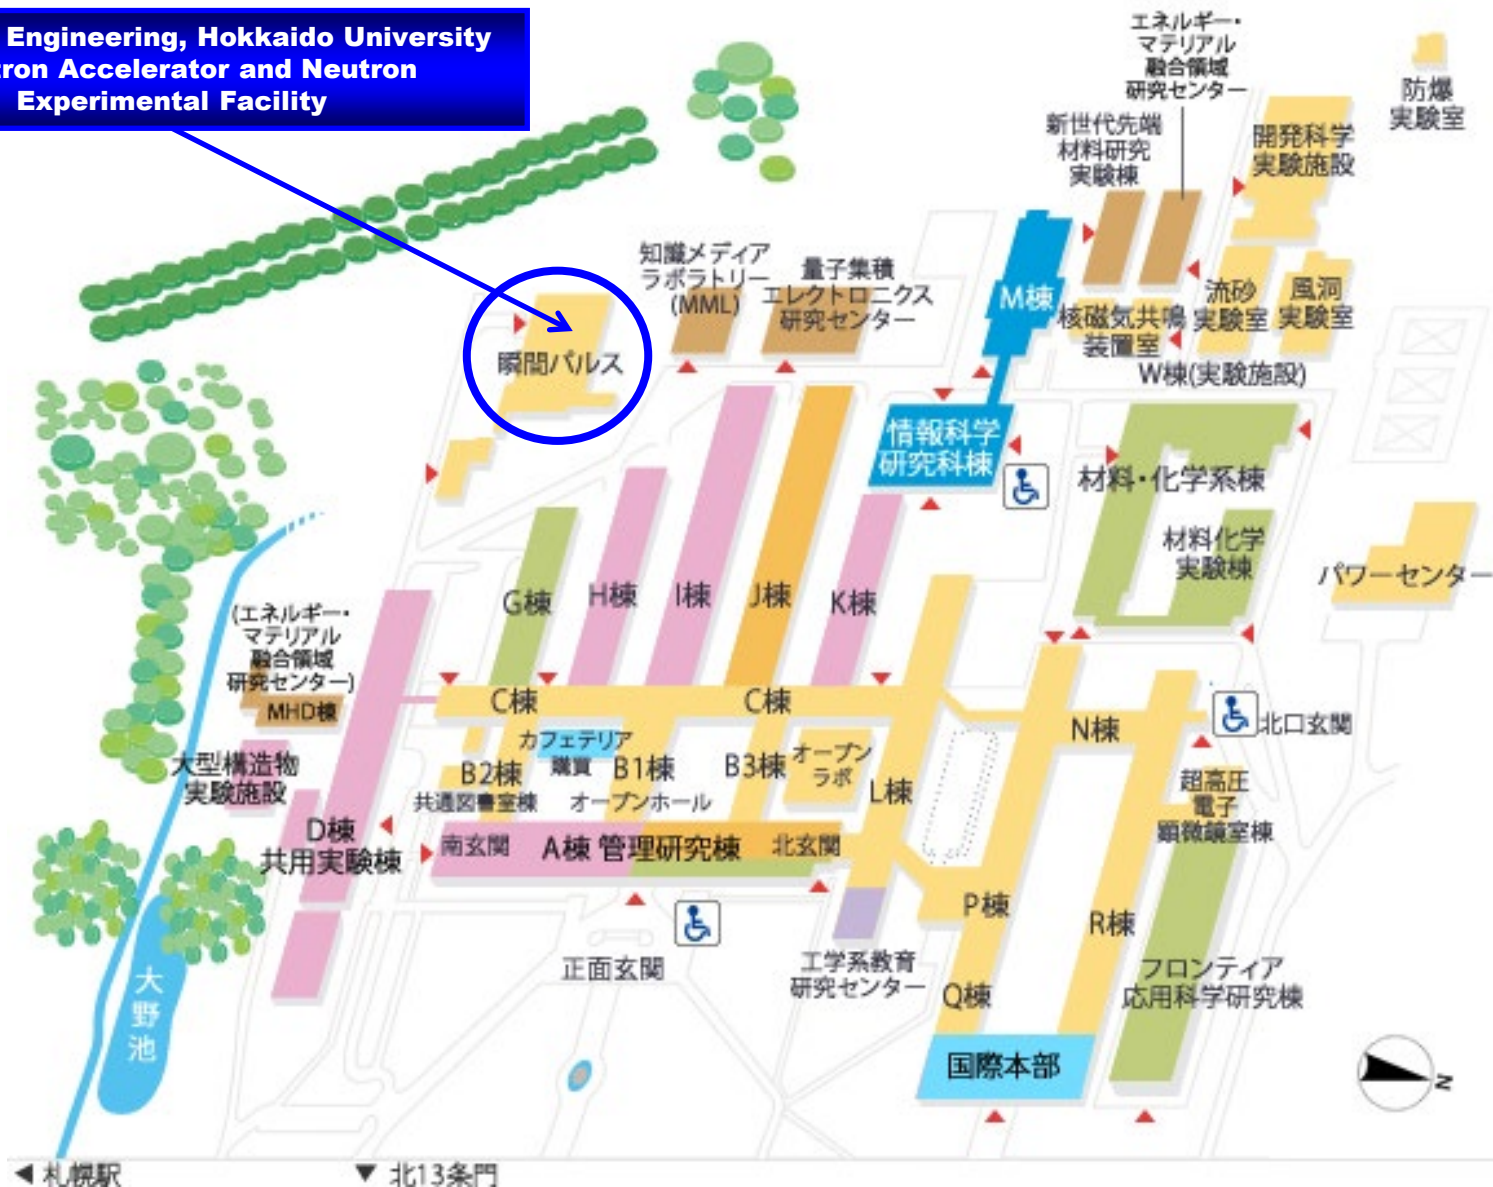 Engineering, Hokkaido University
tron Accelerator and Neutron
Experimental Facility
エネルギー・
マテリアル
融合領域
研究センター
防爆
実験室
新世代先端
材料研究
実験棟
開発科学
実験施設
知識メディア
ラボラトリー
(MML)
量子集積
エレクトロニクス
研究センター
M棟
核磁気共鳴
装置室
流砂
実験室
風洞
実験室
W棟(実験施設)
瞬間パルス
情報科学
研究科棟
材料・化学系棟
材料化学
実験棟
パワーセンター
G棟
H棟
I棟
J棟
K棟
(エネルギー・
マテリアル
融合領域
研究センター)
MHD棟
C棟
C棟
N棟
北口玄関
大型構造物
実験施設
カフェテリア
購買
B2棟
共通図書室棟
B1棟
オープンホール
B3棟
オープン
ラボ
L棟
超高圧
電子
顕微鏡室棟
D棟
共用実験棟
南玄関
A棟 管理研究棟
北玄関
P棟
R棟
正面玄関
工学系教育
研究センター
Q棟
フロンティア
応用科学研究棟
大野池
国際本部
N
◀ 札幌駅
▼ 北13条門